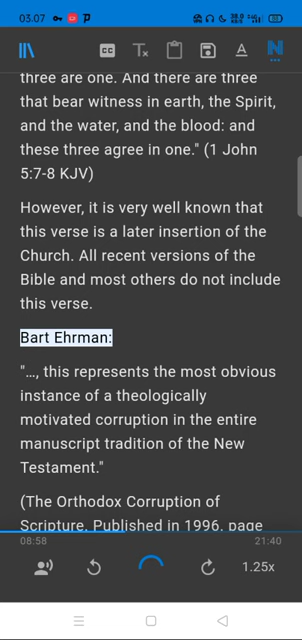 03.07
38.0
KB/S
CC
three are one. And there are three
that bear witness in earth, the Spirit,
and the water, and the blood: and
these three agree in one." (1 John
5:7-8 KJV)
However, it is very well known that
this verse is a later insertion of the
Church. All recent versions of the
Bible and most others do not include
this verse.
Bart Ehrman:
"…, this represents the most obvious
instance of a theologically
motivated corruption in the entire
manuscript tradition of the New
Testament."
(The Orthodox Corruption of
Scripture, Published in 1996, page
08:58
21:40
1.25x